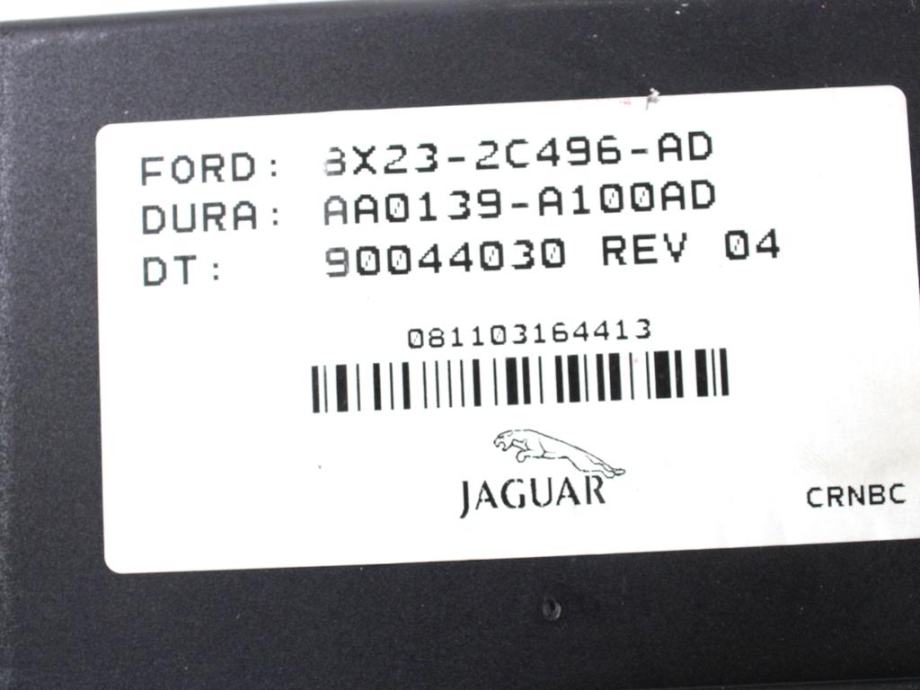 FORD: 8X23-2C496-AD
DURA: AA0139-A100AD
DT: 90044030 REV 04
081103164413
JAGUAR
CRNBC